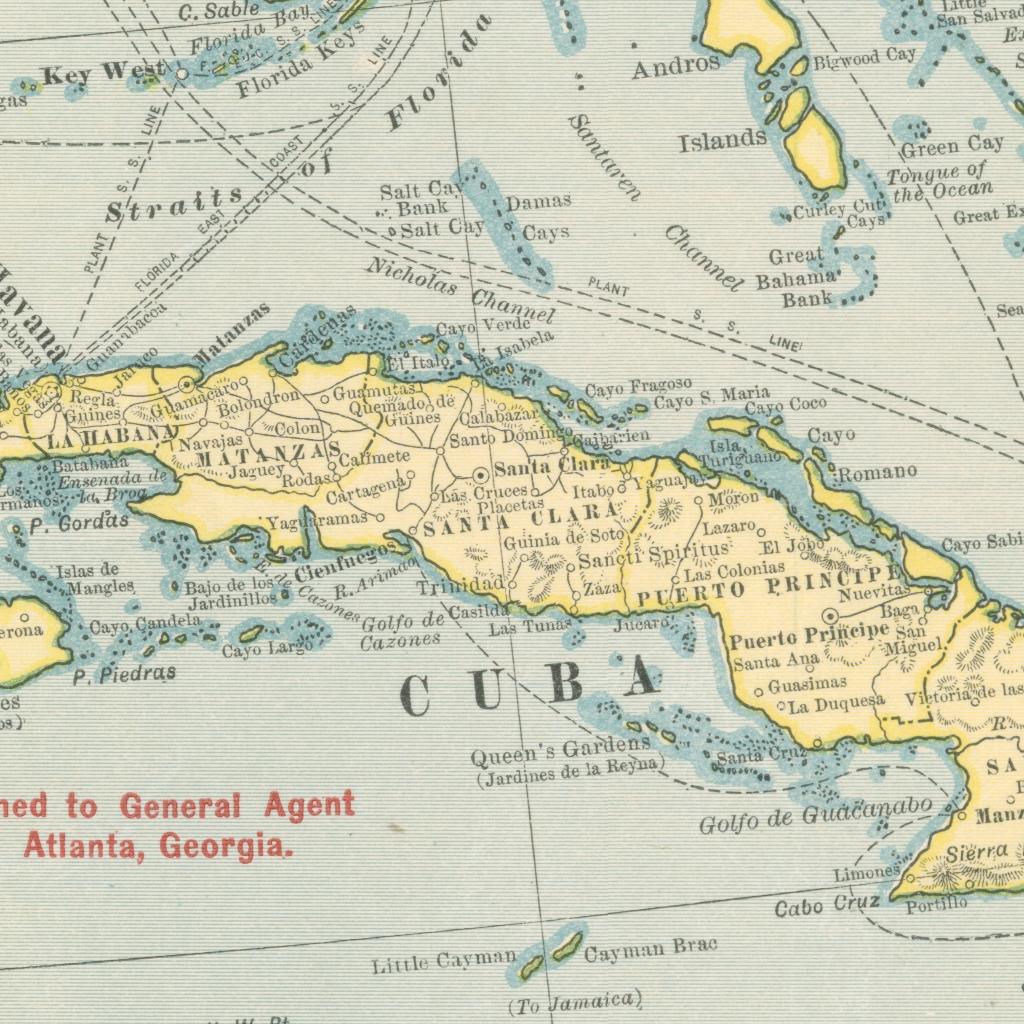 C. Sable
Florida Bay
Key West
Florida Keys
Straits of Florida
PLANT S. S. LINE
FLORIDA EAST COAST S. S. LINE
Andros
Islands
Bigwood Cay
Little
San Salvad
Green Cay
Tongue of
the Ocean
Curley Cut
Cays
Great Ex
Great
Bahama
Bank
Santaren
Channel
Salt Cay
Bank
Salt Cay
Damas
Cays
Nicholas Channel
PLANT S. S. LINE
Havana
Guanabacoa
Jaruco
Matanzas
Cardenas
Cayo Verde
Isabela
El Italo
Cayo Fragoso
Cayo S. Maria
Cayo Coco
Cayo
Romano
Isla
Turiguano
Regla
Guines
Guamacaro
Bolondron
Guamutas
Quemado de
Guines
Calabazar
LA HABANA
Navajas
Colon
Santo Domingo
Caibarien
MATANZAS
Jaguey
Calimete
Rodas
Santa Clara
Batabana
Ensenada de
la Broa
Cartagena
Las Cruces
Placetas
Itabo
Yaguajay
Moron
P. Gordas
Yaguaramas
SANTA CLARA
Lazaro
Guinia de Soto
Sancti Spiritus
El Jobo
Cayo Sabi
Cienfuegos
R. Arimao
Trinidad
Las Colonias
Islas de
Mangles
Bajo de los
Jardinillos
Zaza
PUERTO PRINCIPE
Nuevitas
Baga
Casilda
Golfo de
Cazones
Las Tunas
Jucaro
Cayo Candela
Cayo Largo
P. Piedras
erona
Puerto Principe
San
Miguel
Santa Ana
Guasimas
La Duquesa
Victoria de las
CUBA
Queen's Gardens
(Jardines de la Reyna)
Santa Cruz
SA
Manz
ned to General Agent
Atlanta, Georgia.
Golfo de Guacanabo
Sierra
Limones
Cabo Cruz
Portillo
Little Cayman
Cayman Brac
(To Jamaica)